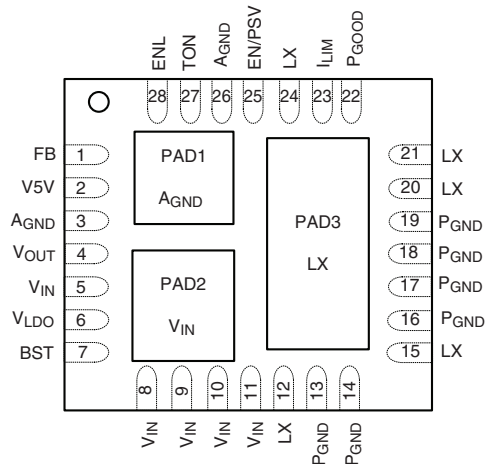 ENL TON AGND EN/PSV LX ILIM PGOOD
28 27 26 25 24 23 22
FB 1
V5V 2
AGND 3
VOUT 4
VIN 5
VLDO 6
BST 7
PAD1
AGND
PAD2
VIN
PAD3
LX
21 LX
20 LX
19 PGND
18 PGND
17 PGND
16 PGND
15 LX
8 9 10 11 12 13 14
VIN VIN VIN VIN LX PGND PGND